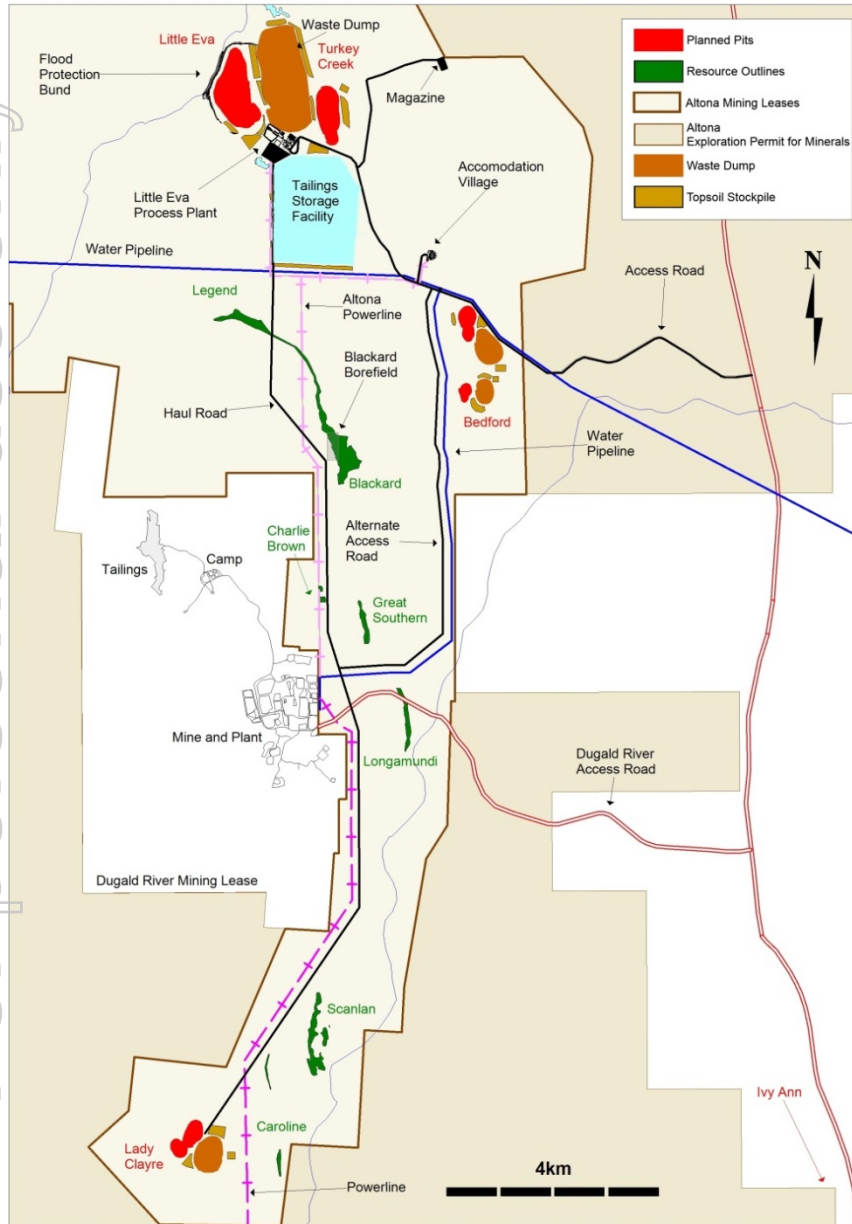 Little Eva
Waste Dump
Turkey
Creek
Flood
Protection
Bund
Magazine
Planned Pits
Resource Outlines
Altona Mining Leases
Altona
Exploration Permit for Minerals
Waste Dump
Topsoil Stockpile
Little Eva
Process Plant
Tailings
Storage
Facility
Accomodation
Village
Water Pipeline
Access Road
N
Legend
Altona
Powerline
Blackard
Borefield
Haul Road
Bedford
Water
Pipeline
Blackard
Charlie
Brown
Alternate
Access
Road
Tailings
Camp
Great
Southern
Mine and Plant
Longamundi
Dugald River
Access Road
Dugald River Mining Lease
Scanlan
Ivy Ann
Caroline
Lady
Clayre
4km
Powerline